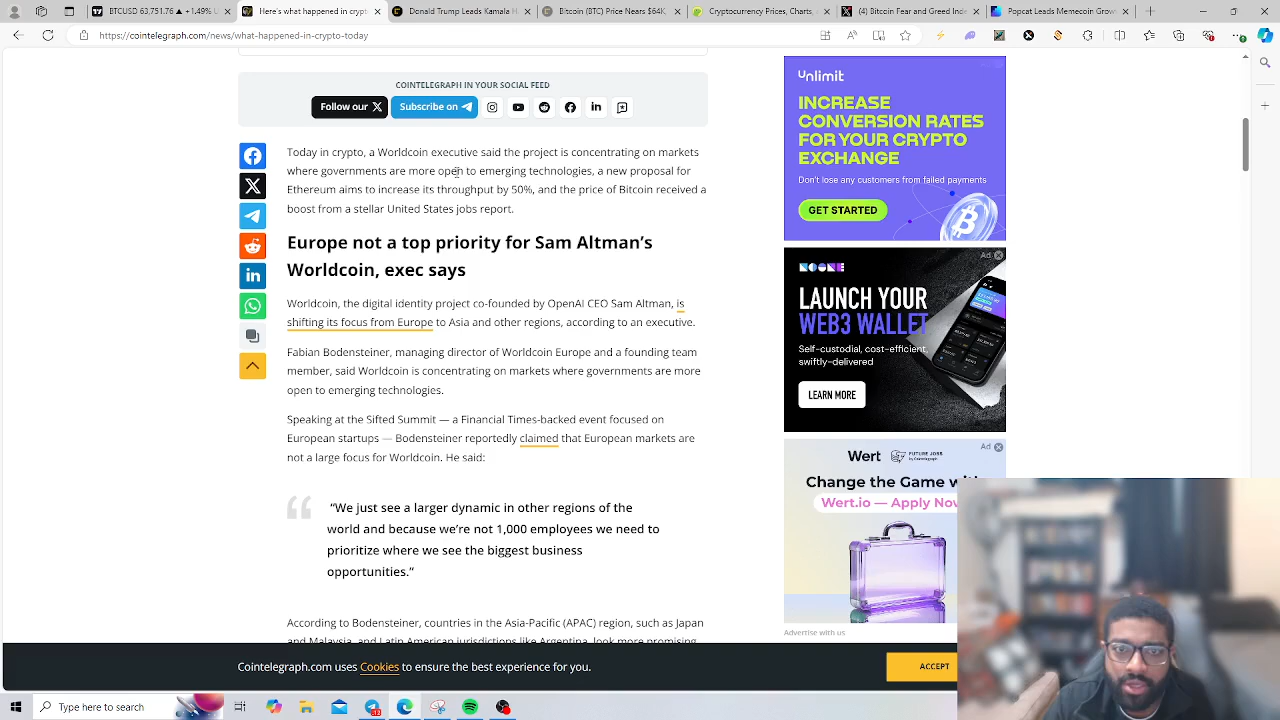 BTCUSD 63,751.76 ▲ +1.49% U
Here's what happened in crypto
Donald Trump Leads Kamala H
Bitcoin (BTC) Price Nears $64K,
Cryptocurrency Prices, Charts
(5) Bitcoin Archive
Popcat Leads Memecoin Grow
https://cointelegraph.com/news/what-happened-in-crypto-today
COINTELEGRAPH IN YOUR SOCIAL FEED
Follow our X
Subscribe on
Today in crypto, a Worldcoin executive said the project is concentrating on markets
where governments are more open to emerging technologies, a new proposal for
Ethereum aims to increase its throughput by 50%, and the price of Bitcoin received a
boost from a stellar United States jobs report.
Europe not a top priority for Sam Altman's
Worldcoin, exec says
Worldcoin, the digital identity project co-founded by OpenAI CEO Sam Altman, is
shifting its focus from Europe to Asia and other regions, according to an executive.
Fabian Bodensteiner, managing director of Worldcoin Europe and a founding team
member, said Worldcoin is concentrating on markets where governments are more
open to emerging technologies.
Speaking at the Sifted Summit — a Financial Times-backed event focused on
European startups — Bodensteiner reportedly claimed that European markets are
not a large focus for Worldcoin. He said:
"We just see a larger dynamic in other regions of the
world and because we're not 1,000 employees we need to
prioritize where we see the biggest business
opportunities."
According to Bodensteiner, countries in the Asia-Pacific (APAC) region, such as Japan
and Malaysia, and Latin American jurisdictions like Argentina, look more promising
unlimit
INCREASE
CONVERSION RATES
FOR YOUR CRYPTO
EXCHANGE
Don't lose any customers from failed payments
GET STARTED
Ad
LAUNCH YOUR
WEB3 WALLET
Self-custodial, cost-efficient,
swiftly-delivered
LEARN MORE
Ad
Wert
FUTURE JOBS
by Cointelegraph
Change the Game with
Wert.io — Apply Now
Advertise with us
Cointelegraph.com uses Cookies to ensure the best experience for you.
ACCEPT
Type here to search